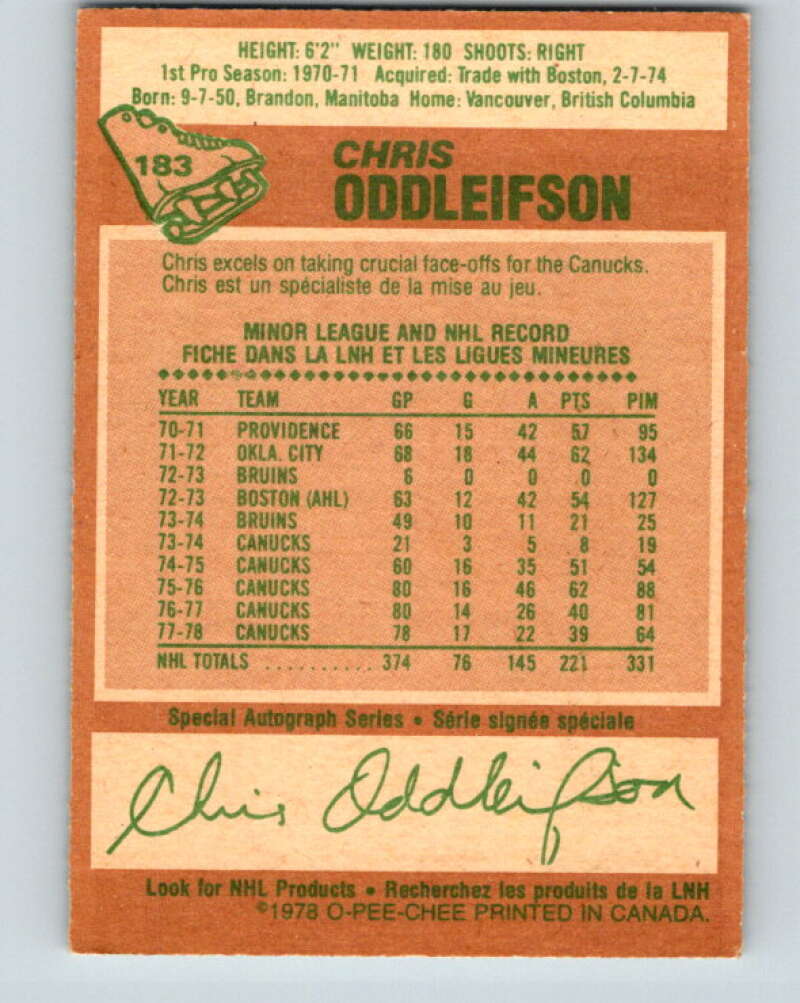 HEIGHT: 6'2" WEIGHT: 180 SHOOTS: RIGHT
1st Pro Season: 1970-71 Acquired: Trade with Boston, 2-7-74
Born: 9-7-50, Brandon, Manitoba Home: Vancouver, British Columbia
183
CHRIS
ODDLEIFSON
Chris excels on taking crucial face-offs for the Canucks.
Chris est un spécialiste de la mise au jeu.
MINOR LEAGUE AND NHL RECORD
FICHE DANS LA LNH ET LES LIGUES MINEURES
YEAR TEAM GP G A PTS PIM
70-71 PROVIDENCE 66 15 42 57 95
71-72 OKLA. CITY 68 18 44 62 134
72-73 BRUINS 6 0 0 0 0
72-73 BOSTON (AHL) 63 12 42 54 127
73-74 BRUINS 49 10 11 21 25
73-74 CANUCKS 21 3 5 8 19
74-75 CANUCKS 60 16 35 51 54
75-76 CANUCKS 80 16 46 62 88
76-77 CANUCKS 80 14 26 40 81
77-78 CANUCKS 78 17 22 39 64
NHL TOTALS .......... 374 76 145 221 331
Special Autograph Series • Série signée spéciale
Chris Oddleifson
Look for NHL Products • Recherchez les produits de la LNH
©1978 O-PEE-CHEE PRINTED IN CANADA.